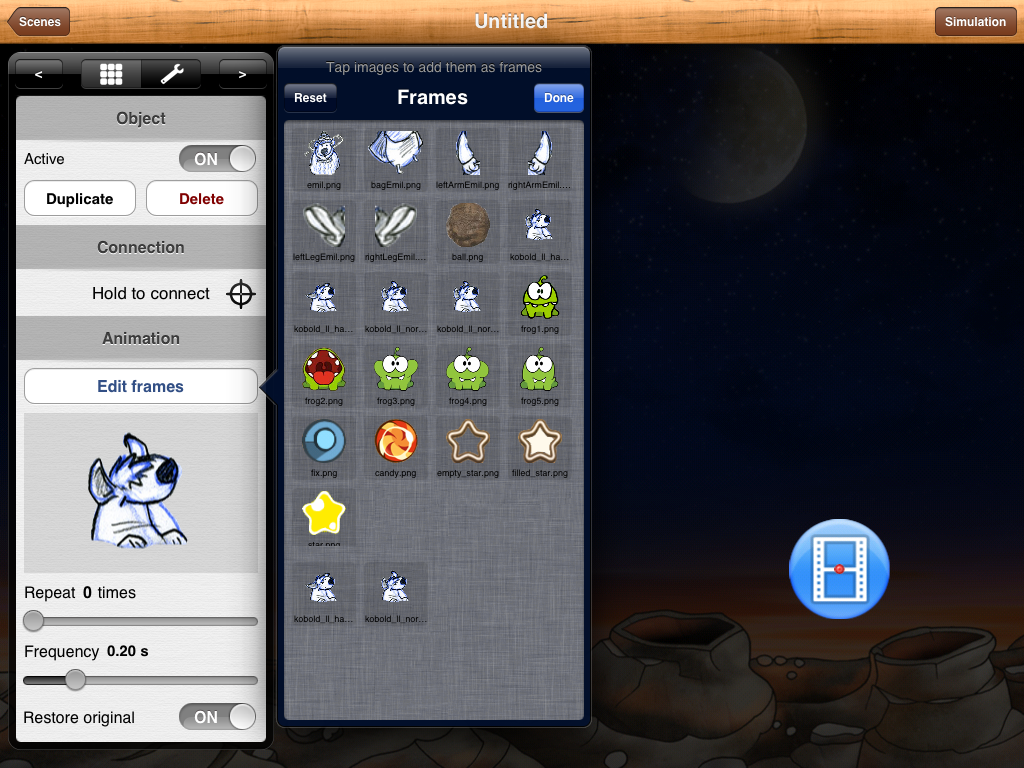 Scenes
Untitled
Simulation
<
>
Object
Active
ON
Duplicate
Delete
Connection
Hold to connect
Animation
Edit frames
Repeat 0 times
Frequency 0.20 s
Restore original
ON
Tap images to add them as frames
Reset
Frames
Done
emil.png
bagEmil.png
leftArmEmil.png
rightArmEmil....
leftLegEmil.png
rightLegEmil....
ball.png
kobold_ll_ha...
kobold_ll_ha...
kobold_ll_nor...
kobold_ll_nor...
frog1.png
frog2.png
frog3.png
frog4.png
frog5.png
fix.png
candy.png
empty_star.png
filled_star.png
star.png
kobold_ll_ha...
kobold_ll_nor...